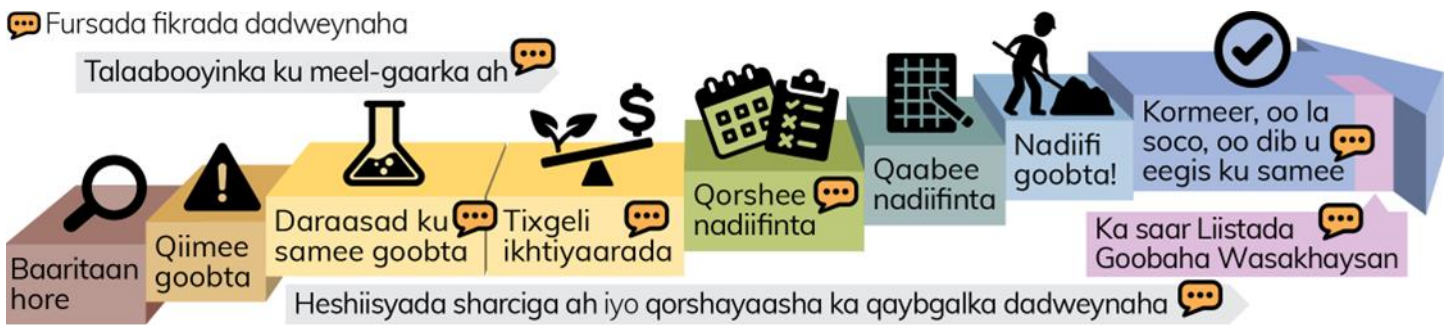 Fursada fikrada dadweynaha
Talaabooyinka ku meel-gaarka ah
Baaritaan
hore
Qiimee
goobta
Daraasad ku
samee goobta
Tixgeli
ikhtiyaarada
Qorshee
nadiifinta
Qaabee
nadiifinta
Nadiifi
goobta!
Kormeer, oo la
soco, oo dib u
eegis ku samee
Ka saar Liistada
Goobaha Wasakhaysan
Heshiisyada sharciga ah iyo qorshayaasha ka qaybgalka dadweynaha